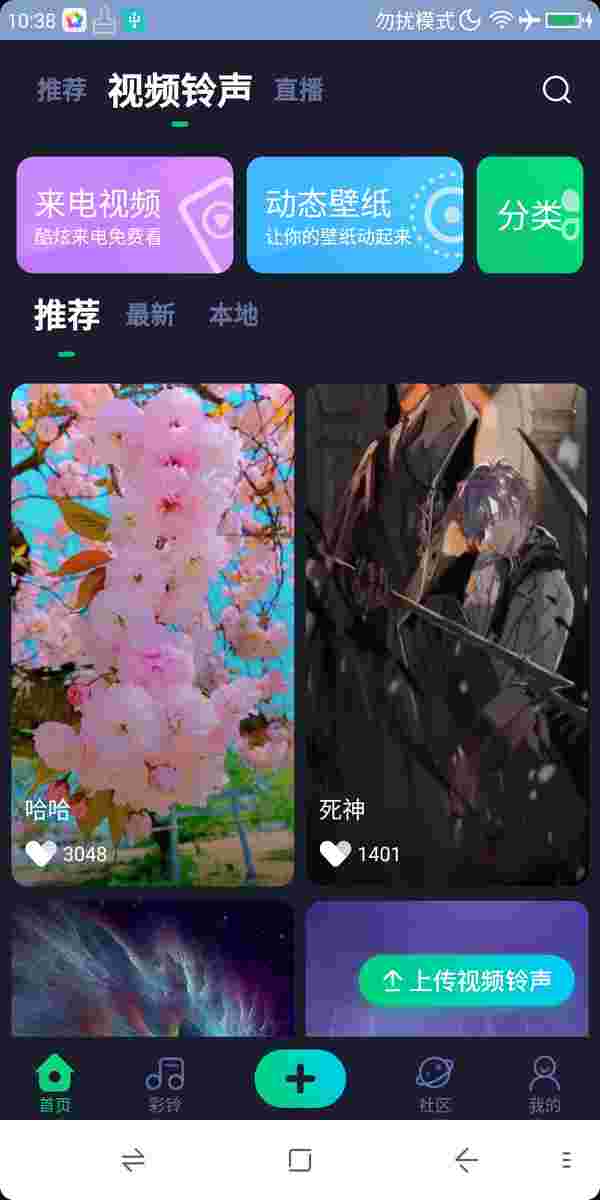 10:38 勿扰模式
推荐 视频铃声 直播
来电视频 动态壁纸 分类
酷炫来电免费看 让你的壁纸动起来
推荐 最新 本地
哈哈 死神
3048 1401
上传视频铃声
首页 彩铃 社区 我的